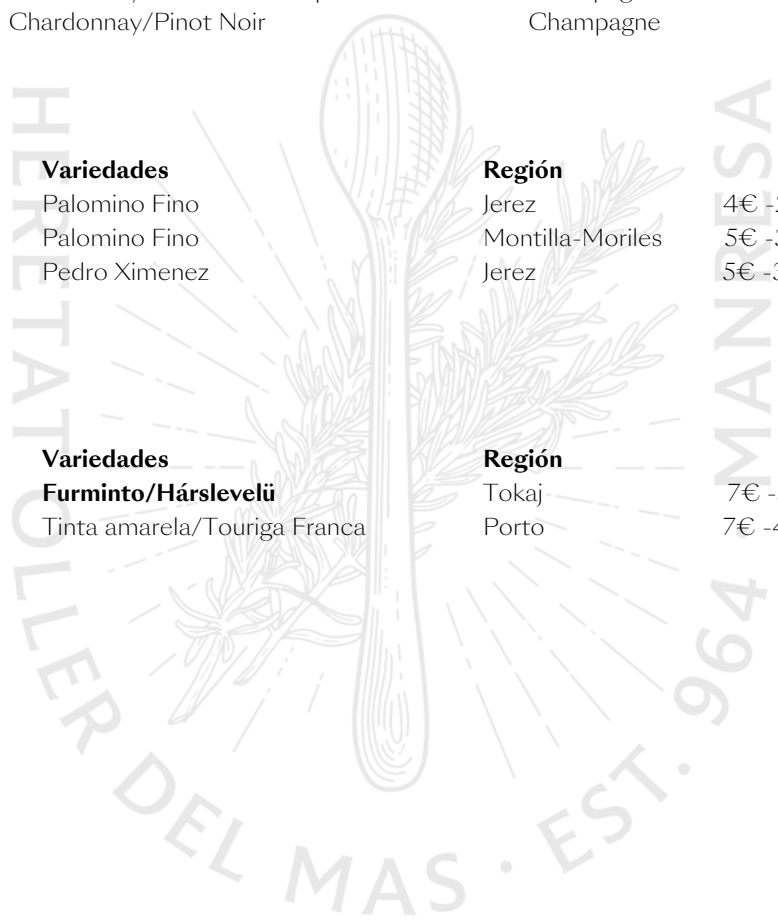 Chardonnay/Pinot Noir Champagne
Variedades Región
Palomino Fino Jerez 4€
Palomino Fino Montilla-Moriles 5€
Pedro Ximenez Jerez 5€
Variedades Región
Furminto/Hárslevelü Tokaj 7€ -
Tinta amarela/Touriga Franca Porto 7€
HERETAT OLLER DEL MAS · EST. 964 · MANRESA